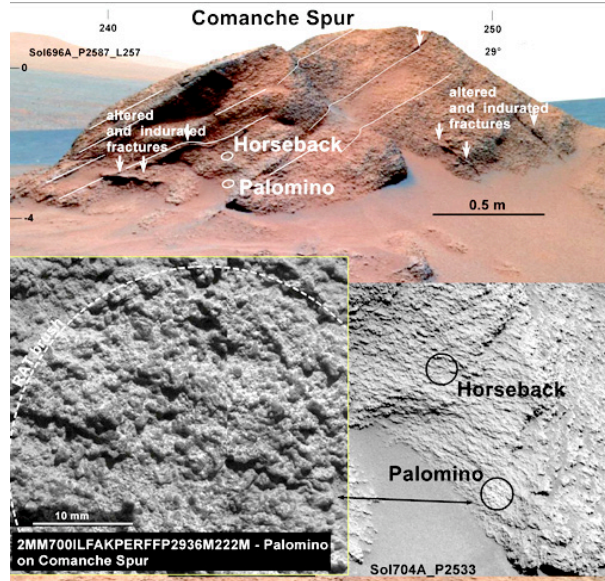 Comanche Spur
240
250
Sol696A_P2587_L257
29°
0
altered
and indurated
fractures
altered
and indurated
fractures
Horseback
Palomino
-4
0.5 m
RAT brush
Horseback
Palomino
10 mm
2MM700ILFAKPERFFP2936M222M - Palomino
on Comanche Spur
Sol704A_P2533